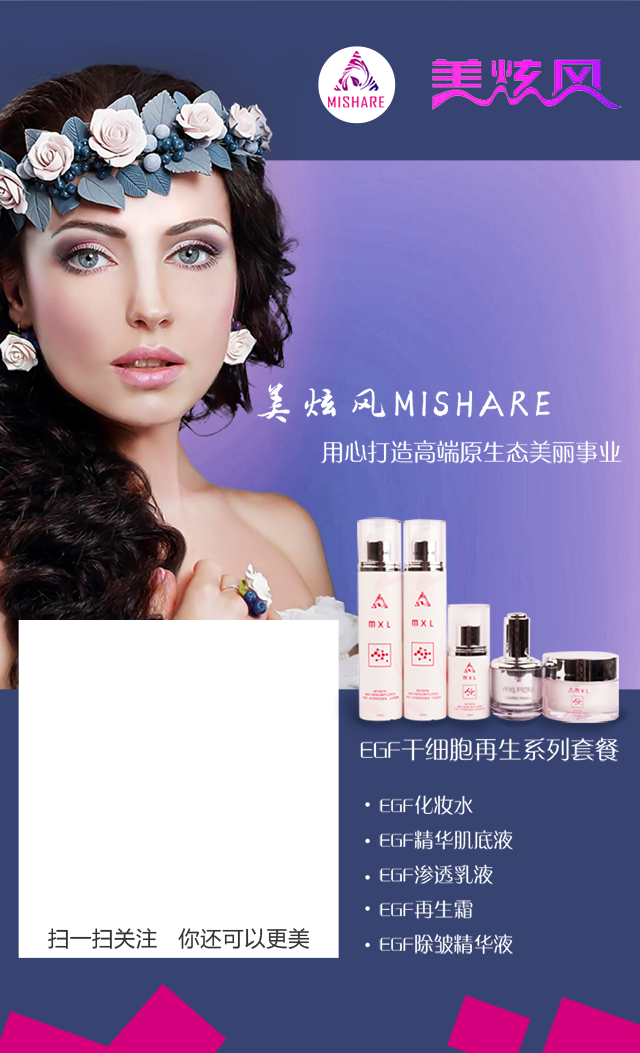 MISHARE
美炫风
美炫风MISHARE
用心打造高端原生态美丽事业
MXL
MXL
MXL
MXL
EGF干细胞再生系列套餐
• EGF化妆水
• EGF精华肌底液
• EGF渗透乳液
• EGF再生霜
• EGF除皱精华液
扫一扫关注 你还可以更美